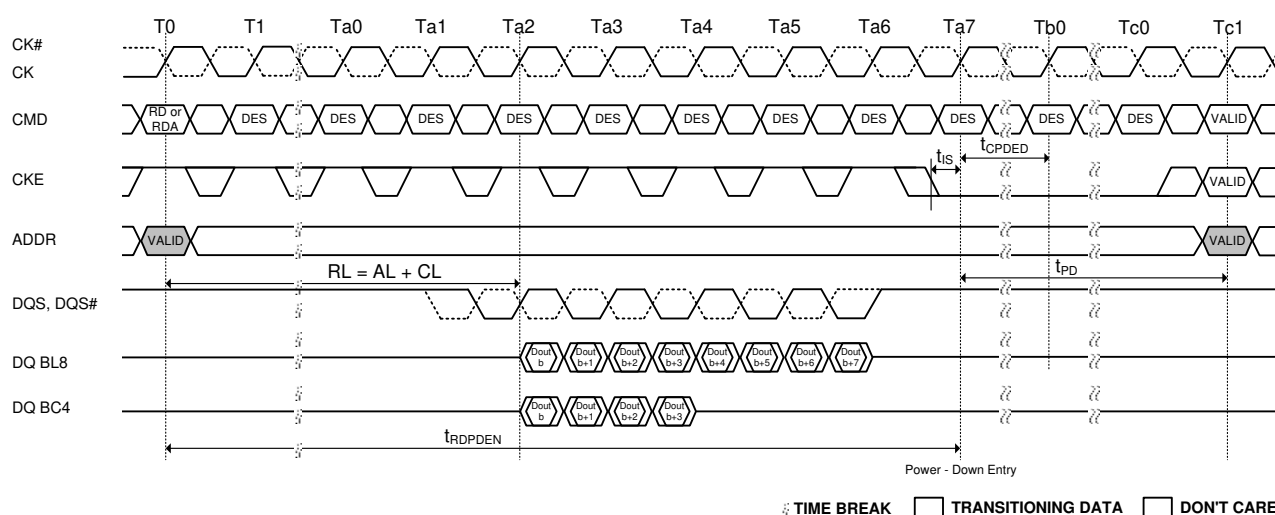 T0 T1 Ta0 Ta1 Ta2 Ta3 Ta4 Ta5 Ta6 Ta7 Tb0 Tc0 Tc1
CK#
CK
CMD
RD or
RDA
DES DES DES DES DES DES DES DES DES DES DES VALID
tIS
tCPDED
CKE
VALID
ADDR
VALID
VALID
RL = AL + CL
tPD
DQS, DQS#
DQ BL8
Dout Dout Dout Dout Dout Dout Dout Dout
b b+1 b+2 b+3 b+4 b+5 b+6 b+7
DQ BC4
Dout Dout Dout Dout
b b+1 b+2 b+3
tRDPDEN
Power - Down Entry
TIME BREAK TRANSITIONING DATA DON'T CARE